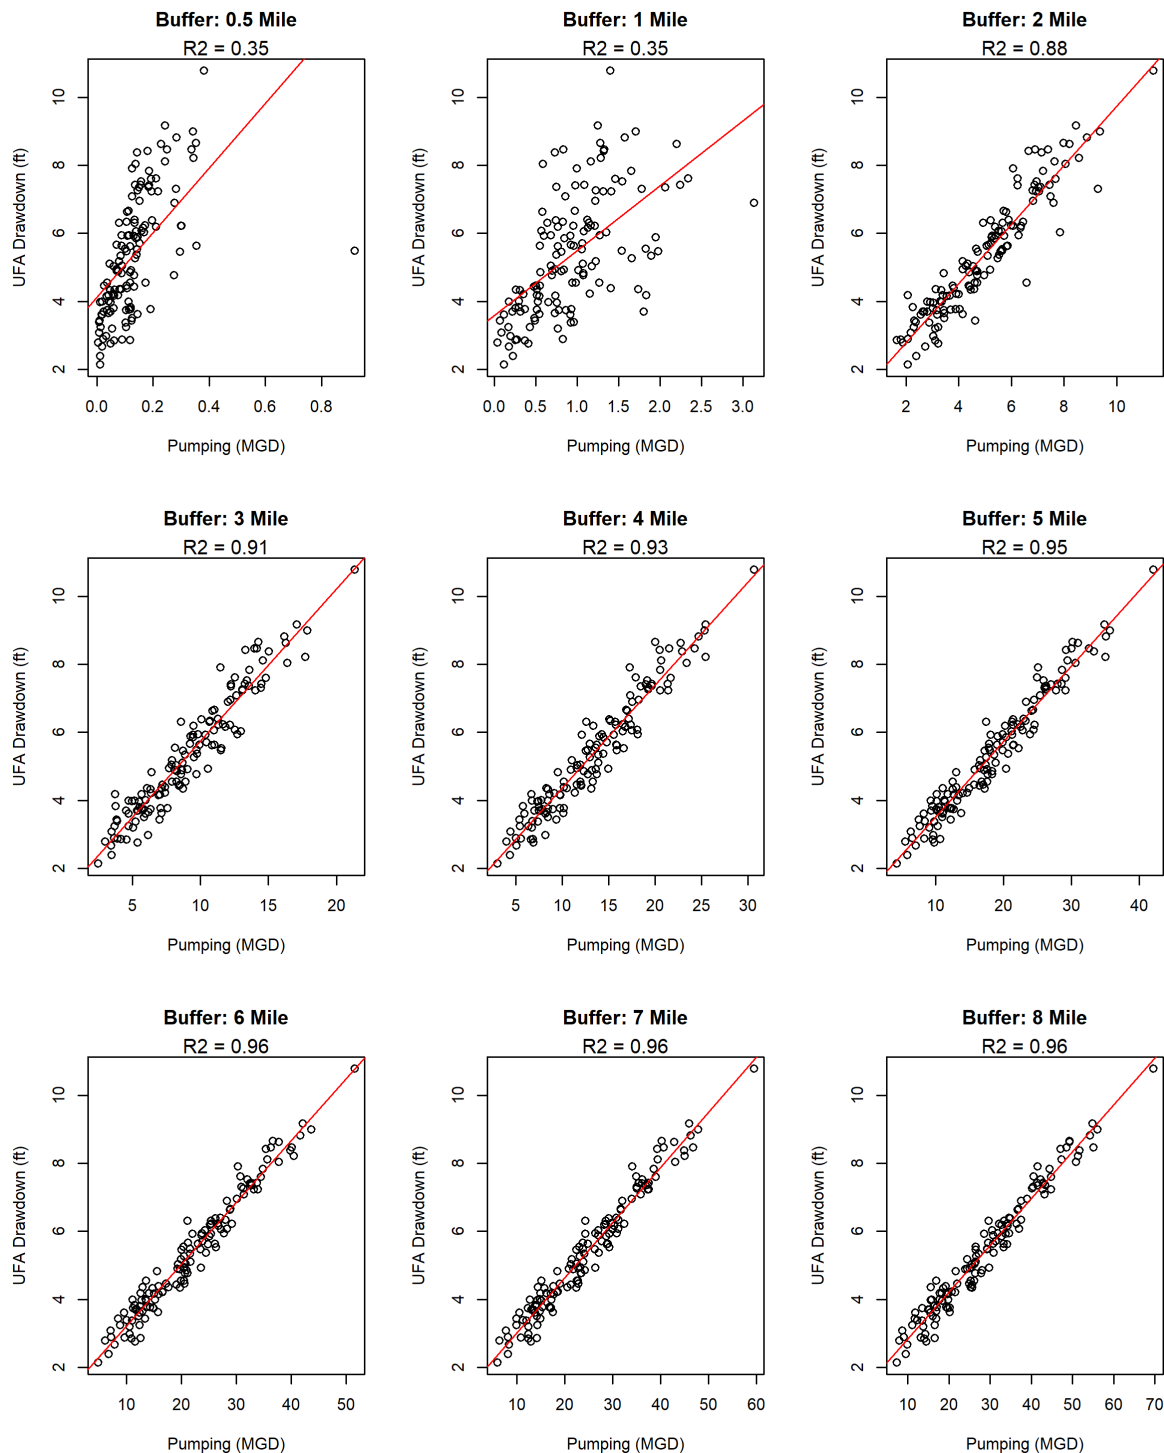 Buffer: 0.5 Mile
R2 = 0.35
UFA Drawdown (ft)
2 4 6 8 10
0.0 0.2 0.4 0.6 0.8
Pumping (MGD)
Buffer: 1 Mile
R2 = 0.35
UFA Drawdown (ft)
2 4 6 8 10
0.0 0.5 1.0 1.5 2.0 2.5 3.0
Pumping (MGD)
Buffer: 2 Mile
R2 = 0.88
UFA Drawdown (ft)
2 4 6 8 10
2 4 6 8 10
Pumping (MGD)
Buffer: 3 Mile
R2 = 0.91
UFA Drawdown (ft)
2 4 6 8 10
5 10 15 20
Pumping (MGD)
Buffer: 4 Mile
R2 = 0.93
UFA Drawdown (ft)
2 4 6 8 10
5 10 15 20 25 30
Pumping (MGD)
Buffer: 5 Mile
R2 = 0.95
UFA Drawdown (ft)
2 4 6 8 10
10 20 30 40
Pumping (MGD)
Buffer: 6 Mile
R2 = 0.96
UFA Drawdown (ft)
2 4 6 8 10
10 20 30 40 50
Pumping (MGD)
Buffer: 7 Mile
R2 = 0.96
UFA Drawdown (ft)
2 4 6 8 10
10 20 30 40 50 60
Pumping (MGD)
Buffer: 8 Mile
R2 = 0.96
UFA Drawdown (ft)
2 4 6 8 10
10 20 30 40 50 60 70
Pumping (MGD)